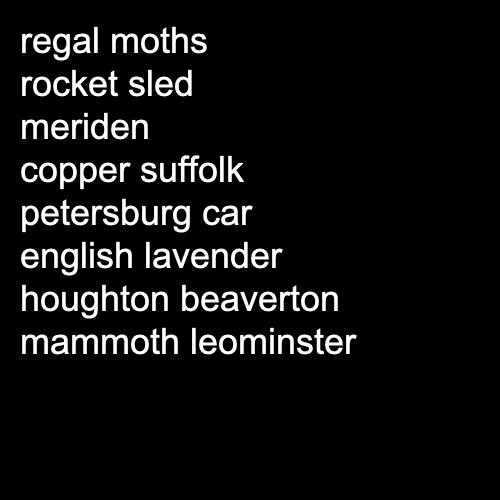 regal moths
rocket sled
meriden
copper suffolk
petersburg car
english lavender
houghton beaverton
mammoth leominster